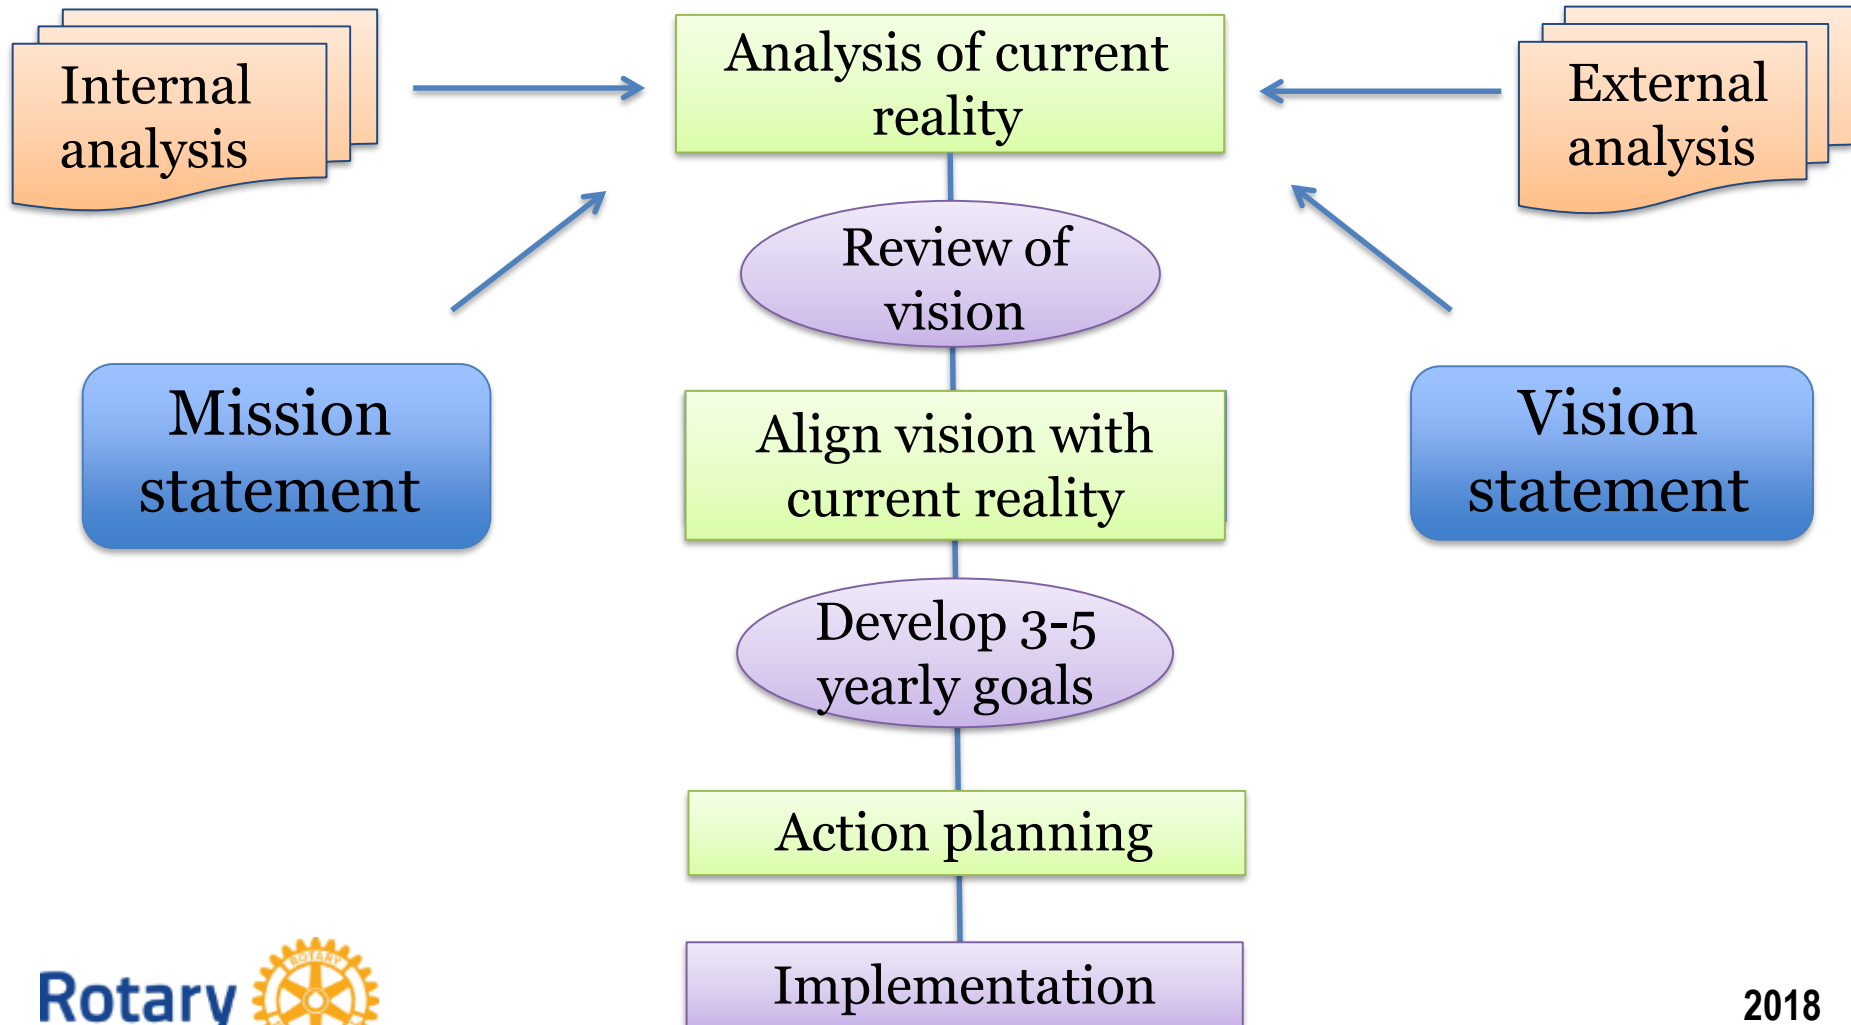 Internal
analysis
Analysis of current
reality
External
analysis
Review of
vision
Mission
statement
Align vision with
current reality
Vision
statement
Develop 3-5
yearly goals
Action planning
Implementation
Rotary
ROTARY
2018